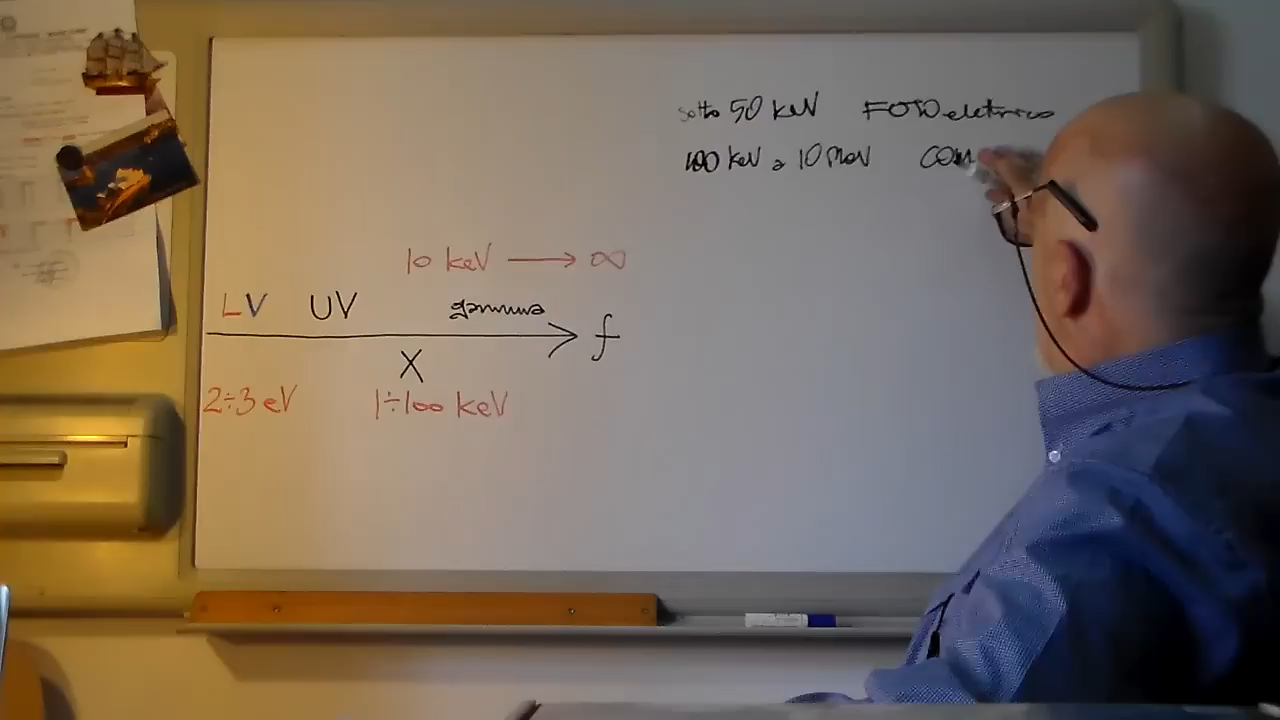 sotto 50 keV FOTOelettrico
100 keV a 10 MeV COM
10 keV → ∞
LV UV gamma
f
X
2÷3 eV 1÷100 keV